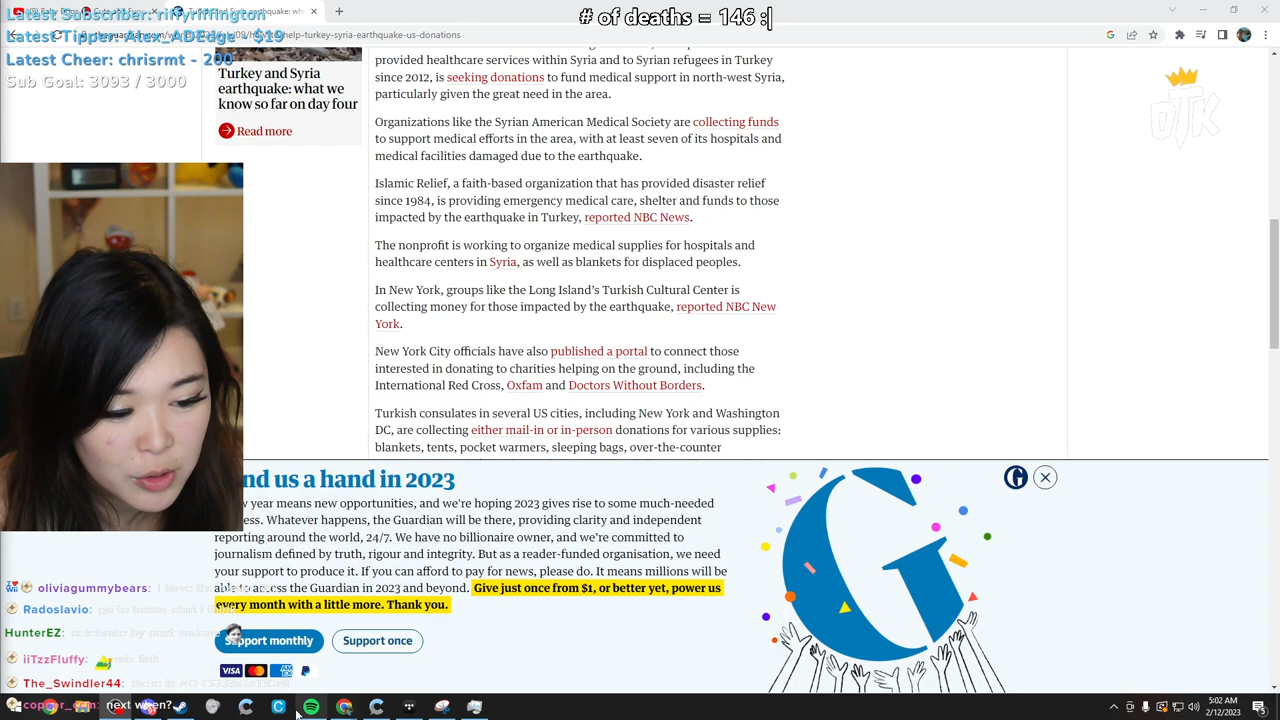 Latest Subscriber: riffyriffington
# of deaths = 146 :|
Latest Tipper: Alex_ADEdge - $19
help-turkey-syria-earthquake-us-donations
Latest Cheer: chrisrmt - 200
Sub Goal: 3093 / 3000
Turkey and Syria
earthquake: what we
know so far on day four
Read more
provided healthcare services within Syria and to Syrian refugees in Turkey
since 2012, is seeking donations to fund medical support in north-west Syria,
particularly given the great need in the area.
Organizations like the Syrian American Medical Society are collecting funds
to support medical efforts in the area, with at least seven of its hospitals and
medical facilities damaged due to the earthquake.
Islamic Relief, a faith-based organization that has provided disaster relief
since 1984, is providing emergency medical care, shelter and funds to those
impacted by the earthquake in Turkey, reported NBC News.
The nonprofit is working to organize medical supplies for hospitals and
healthcare centers in Syria, as well as blankets for displaced peoples.
In New York, groups like the Long Island's Turkish Cultural Center is
collecting money for those impacted by the earthquake, reported NBC New
York.
New York City officials have also published a portal to connect those
interested in donating to charities helping on the ground, including the
International Red Cross, Oxfam and Doctors Without Borders.
Turkish consulates in several US cities, including New York and Washington
DC, are collecting either mail-in or in-person donations for various supplies:
blankets, tents, pocket warmers, sleeping bags, over-the-counter
OTK
us a hand in 2023
year means new opportunities, and we're hoping 2023 gives rise to some much-needed
Whatever happens, the Guardian will be there, providing clarity and independent
reporting around the world, 24/7. We have no billionaire owner, and we're committed to
journalism defined by truth, rigour and integrity. But as a reader-funded organisation, we need
your support to produce it. If you can afford to pay for news, please do. It means millions will be
able to access the Guardian in 2023 and beyond. Give just once from $1, or better yet, power us
every month with a little more. Thank you.
Support monthly
Support once
VISA
PayPal
oliviagummybears:
Radoslavio:
HunterEZ:
iiTzzFluffy:
The_Swindler44:
next when?
5:02 AM
2/12/2023